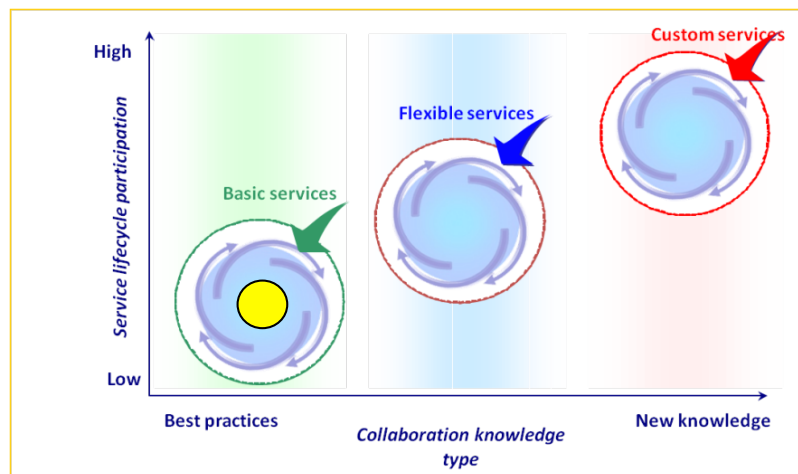 Custom services
High
Flexible services
Basic services
Service lifecycle participation
Low
Best practices
New knowledge
Collaboration knowledge
type